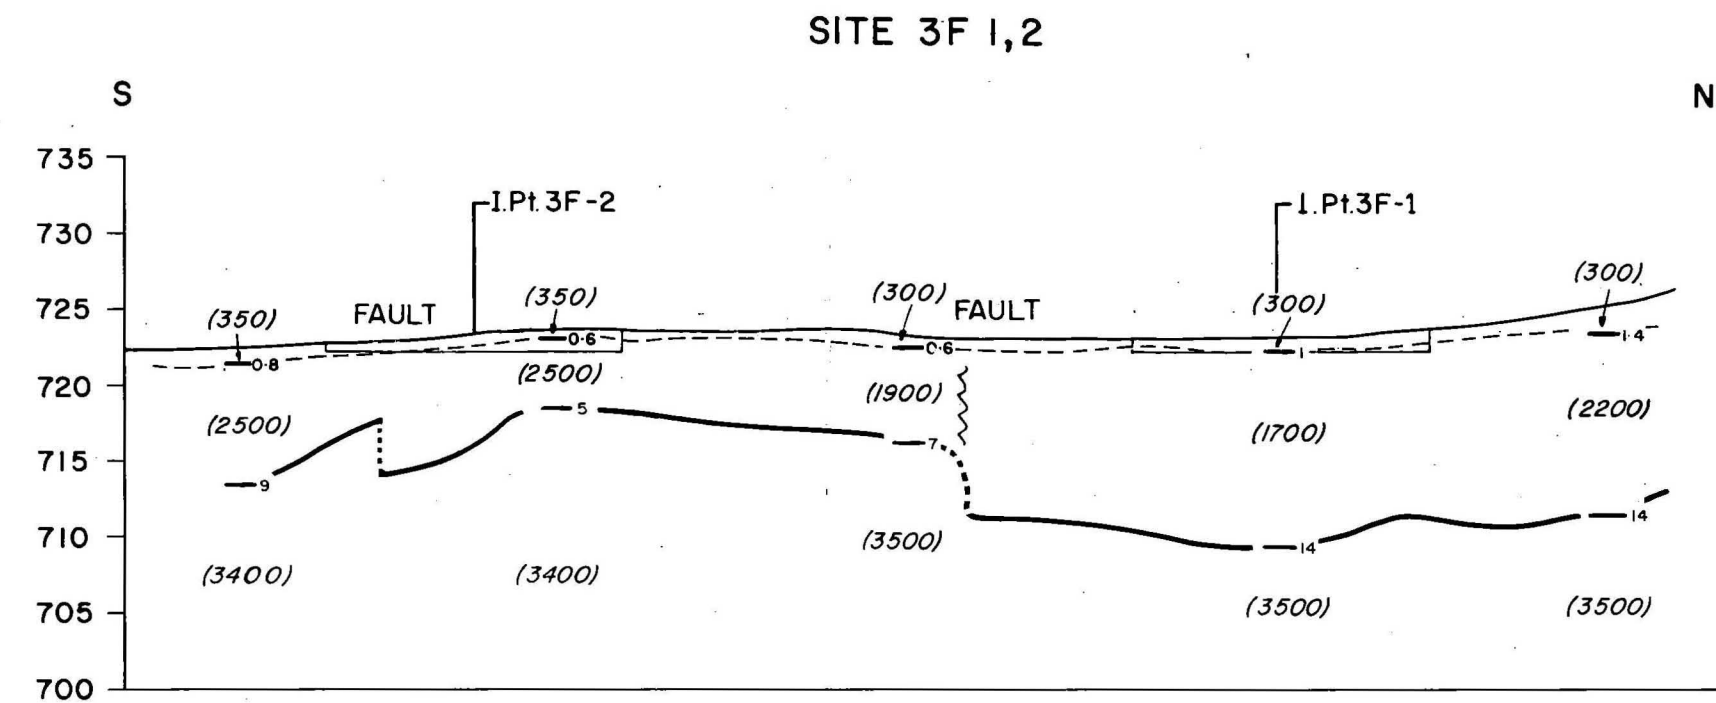 SITE 3F 1,2
S N
735
I.Pt.3F-2 I.Pt.3F-1
730
(300)
(350) (300) (300)
725 (350) FAULT FAULT
0.8 0.6 0.6 1 1.4
720 (2500) (1900) (2200)
(2500) (1700)
5
715 7
9
14 14
710 (3500)
(3400) (3400)
705 (3500) (3500)
700